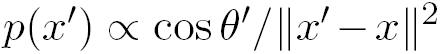 p(x′) ∝ cos θ′/‖x′ − x‖²